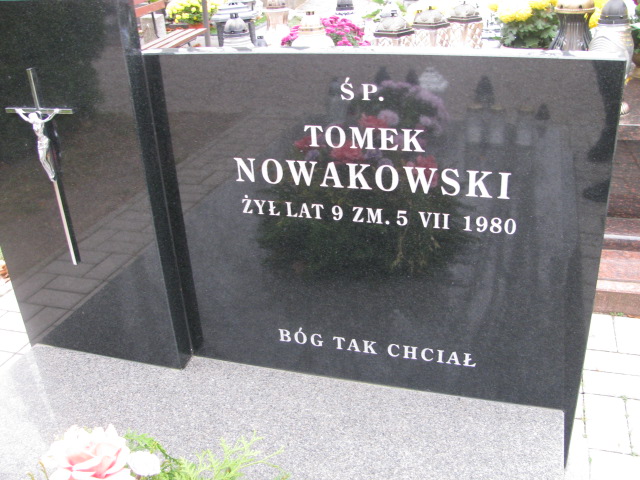 ŚP.
TOMEK
NOWAKOWSKI
ŻYŁ LAT 9 ZM. 5 VII 1980
BÓG TAK CHCIAŁ